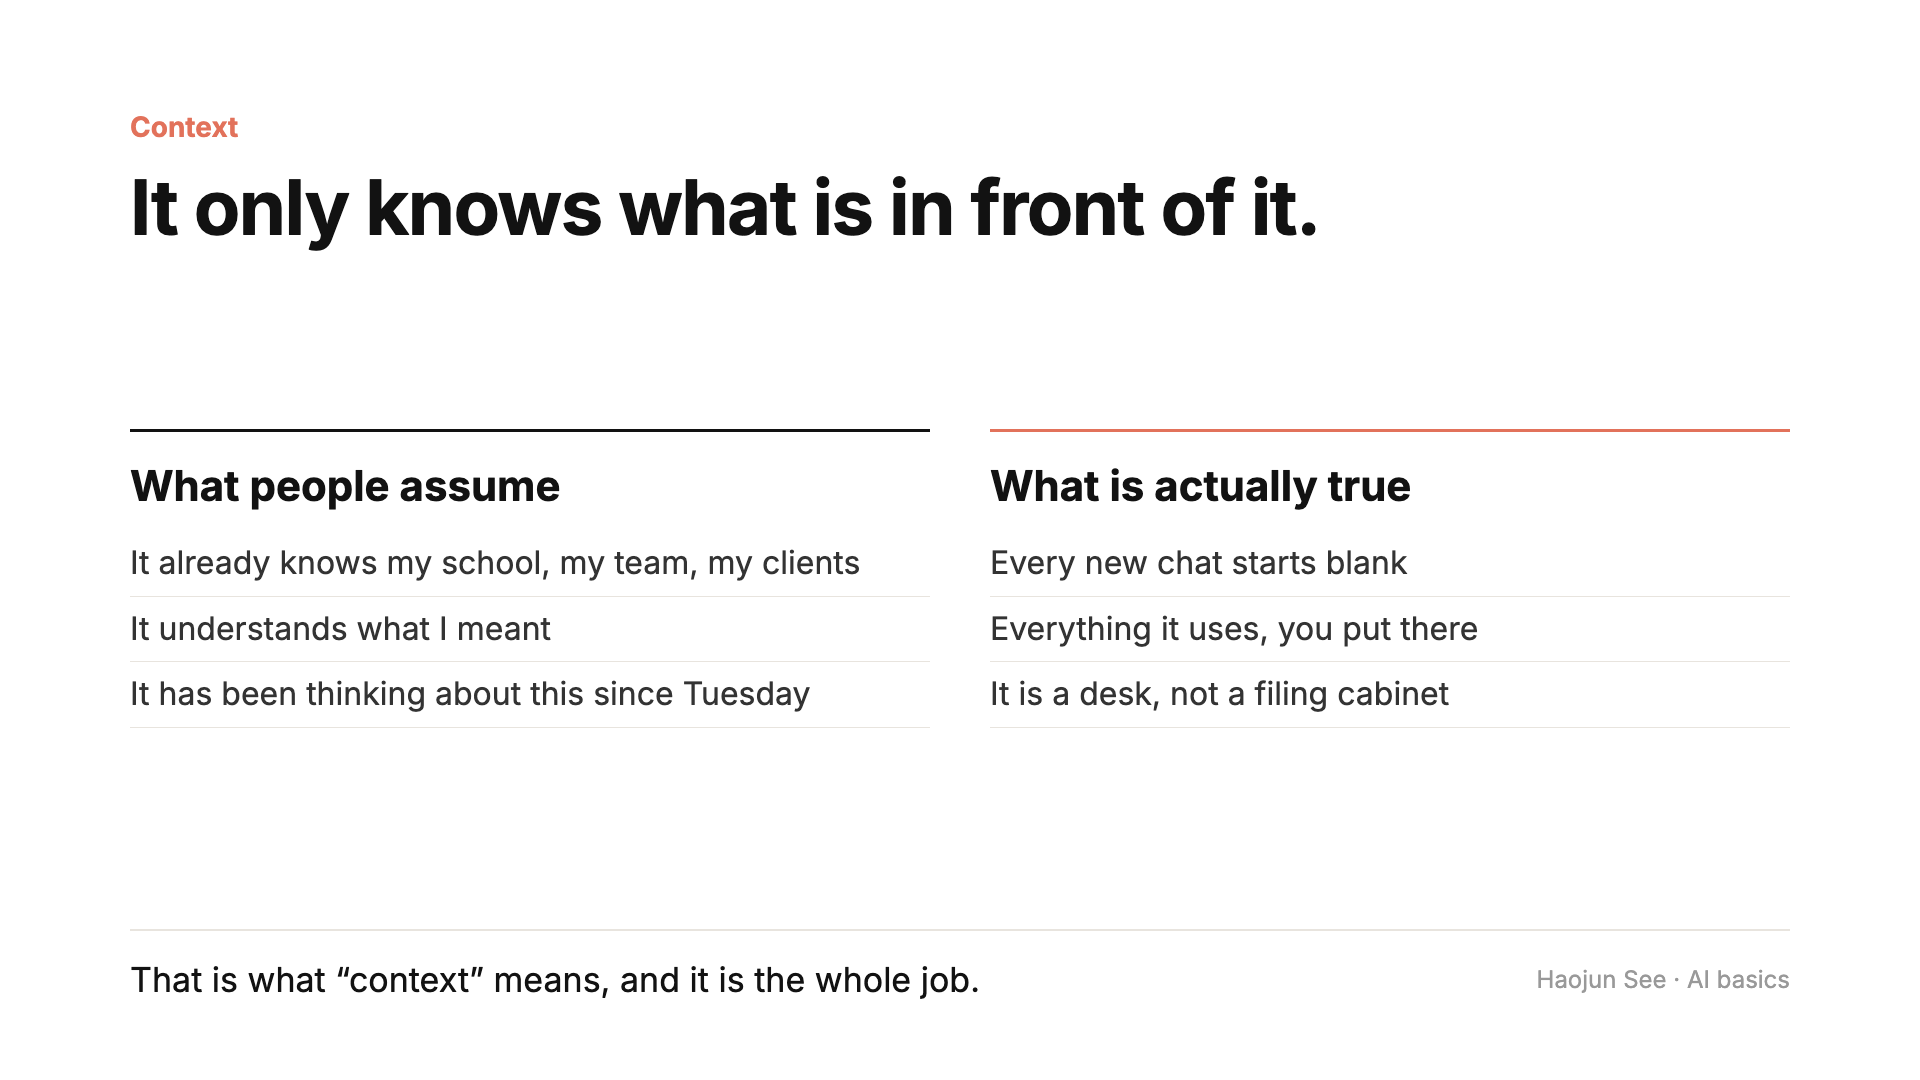 Context
It only knows what is in front of it.
What people assume
It already knows my school, my team, my clients
It understands what I meant
It has been thinking about this since Tuesday
What is actually true
Every new chat starts blank
Everything it uses, you put there
It is a desk, not a filing cabinet
That is what “context” means, and it is the whole job.
Haojun See · AI basics